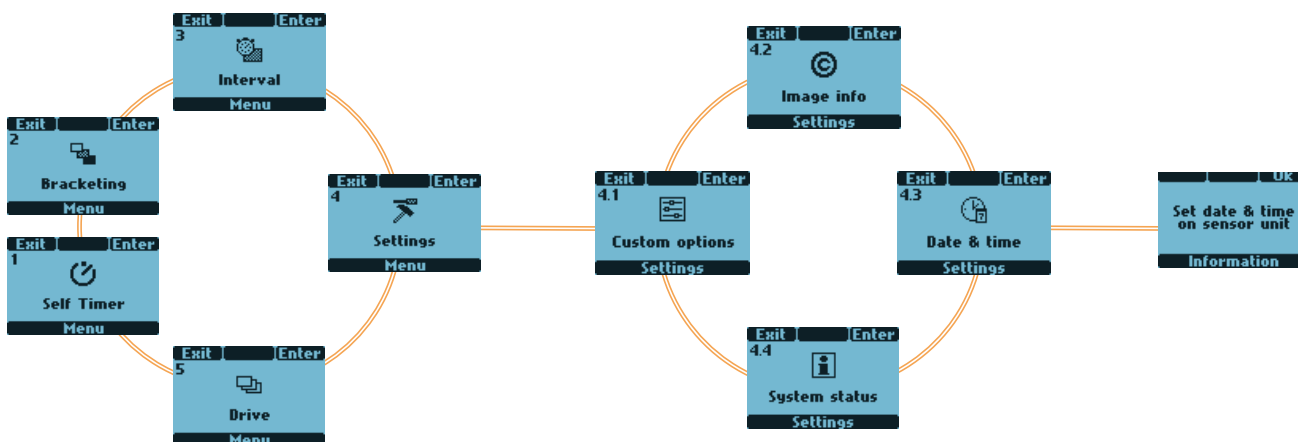 Exit Enter
3
Interval
Menu
Exit Enter
2
Bracketing
Menu
Exit Enter
1
Self Timer
Menu
Exit Enter
5
Drive
Menu
Exit Enter
4
Settings
Menu
Exit Enter
4.1
Custom options
Settings
Exit Enter
4.2
Image info
Settings
Exit Enter
4.3
Date & time
Settings
Exit Enter
4.4
System status
Settings
OK
Set date & time
on sensor unit
Information